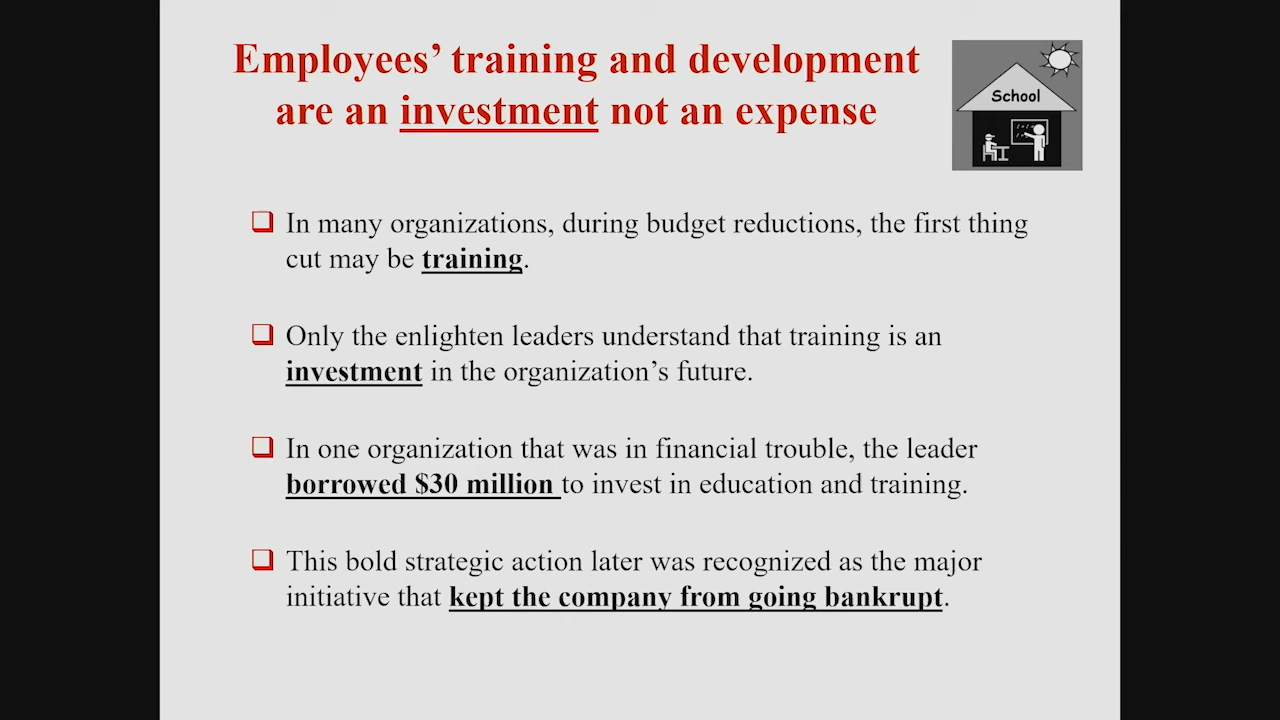 Employees’ training and development
are an investment not an expense
School
In many organizations, during budget reductions, the first thing
cut may be training.
Only the enlighten leaders understand that training is an
investment in the organization’s future.
In one organization that was in financial trouble, the leader
borrowed $30 million to invest in education and training.
This bold strategic action later was recognized as the major
initiative that kept the company from going bankrupt.